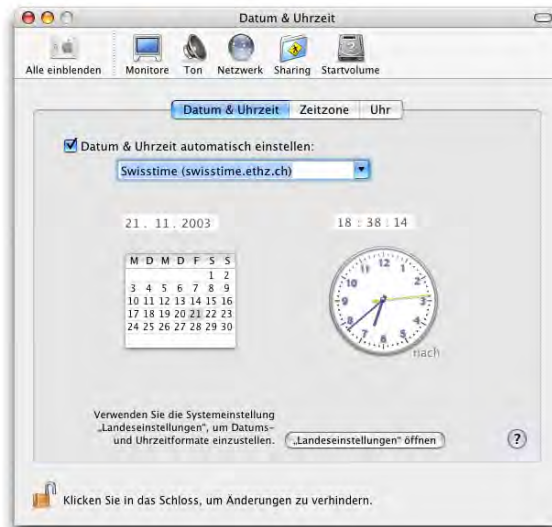 Datum & Uhrzeit
Alle einblenden
Monitore
Ton
Netzwerk
Sharing
Startvolume
Datum & Uhrzeit
Zeitzone
Uhr
Datum & Uhrzeit automatisch einstellen:
Swisstime (swisstime.ethz.ch)
21. 11. 2003
18 : 38 : 14
M D M D F S S
1 2
3 4 5 6 7 8 9
10 11 12 13 14 15 16
17 18 19 20 21 22 23
24 25 26 27 28 29 30
12
1
2
3
4
5
6
7
8
9
10
11
nach
Verwenden Sie die Systemeinstellung
„Landeseinstellungen“, um Datums-
und Uhrzeitformate einzustellen.
„Landeseinstellungen“ öffnen
?
Klicken Sie in das Schloss, um Änderungen zu verhindern.